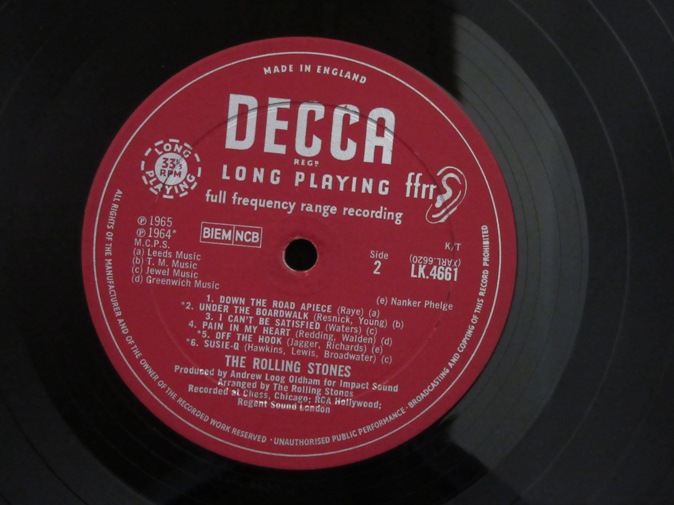 MADE IN ENGLAND
DECCA
REGD
LONG PLAYING
LONG
33⅓
RPM
PLAYING
ffrr
full frequency range recording
℗ 1965
℗ 1964*
M.C.P.S.
(a) Leeds Music
(b) T. M. Music
(c) Jewel Music
(d) Greenwich Music
BIEM NCB
Side
2
K/T
(XARL.6620)
LK.4661
(e) Nanker Phelge
1. DOWN THE ROAD APIECE (Raye) (a)
*2. UNDER THE BOARDWALK (Resnick, Young) (b)
3. I CAN'T BE SATISFIED (Waters) (c)
4. PAIN IN MY HEART (Redding, Walden) (d)
*5. OFF THE HOOK (Jagger, Richards) (e)
*6. SUSIE-Q (Hawkins, Lewis, Broadwater) (c)
THE ROLLING STONES
Produced by Andrew Loog Oldham for Impact Sound
Arranged by The Rolling Stones
Recorded at Chess, Chicago; RCA Hollywood;
Regent Sound London
ALL RIGHTS OF THE MANUFACTURER AND OF THE OWNER OF THE RECORDED WORK RESERVED · UNAUTHORISED PUBLIC PERFORMANCE · BROADCASTING AND COPYING OF THIS RECORD PROHIBITED